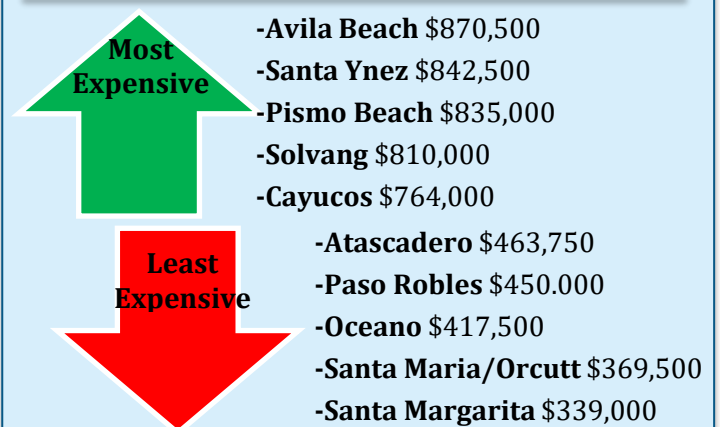 Most
Expensive
-Avila Beach $870,500
-Santa Ynez $842,500
-Pismo Beach $835,000
-Solvang $810,000
-Cayucos $764,000
Least
Expensive
-Atascadero $463,750
-Paso Robles $450.000
-Oceano $417,500
-Santa Maria/Orcutt $369,500
-Santa Margarita $339,000